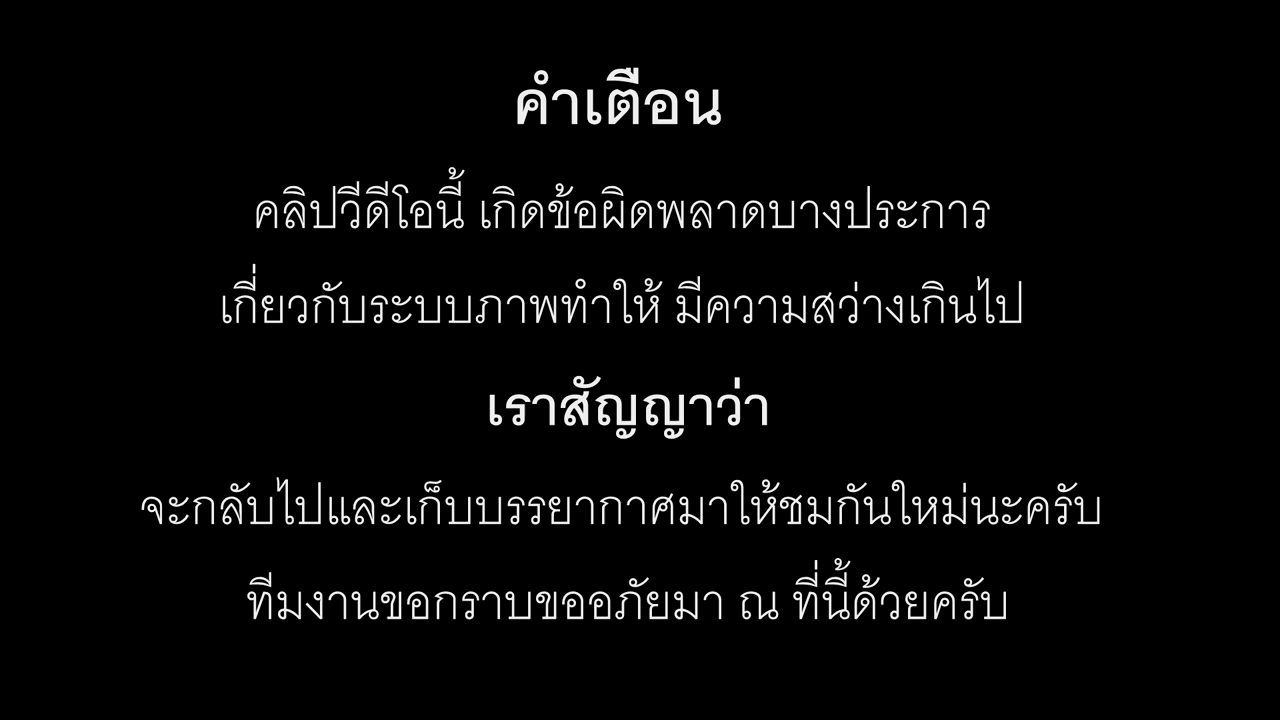 คำเตือน
คลิปวีดีโอนี้ เกิดข้อผิดพลาดบางประการ
เกี่ยวกับระบบภาพทำให้ มีความสว่างเกินไป
เราสัญญาว่า
จะกลับไปและเก็บบรรยากาศมาให้ชมกันใหม่นะครับ
ทีมงานขอกราบขออภัยมา ณ ที่นี้ด้วยครับ